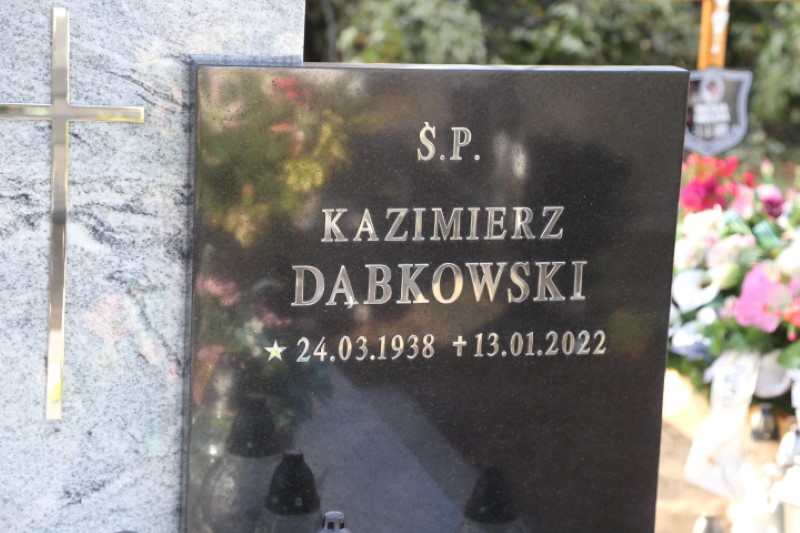 Ś.P.
KAZIMIERZ
DĄBKOWSKI
★ 24.03.1938 ✝ 13.01.2022